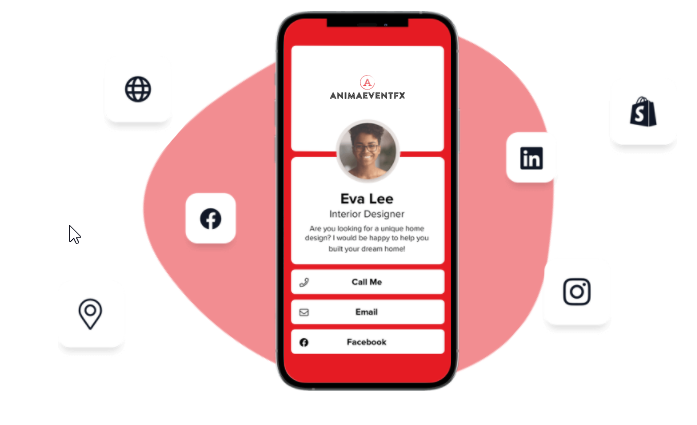 ANIMAEVENTFX
Eva Lee
Interior Designer
Are you looking for a unique home
design? I would be happy to help you
built your dream home!
Call Me
Email
Facebook